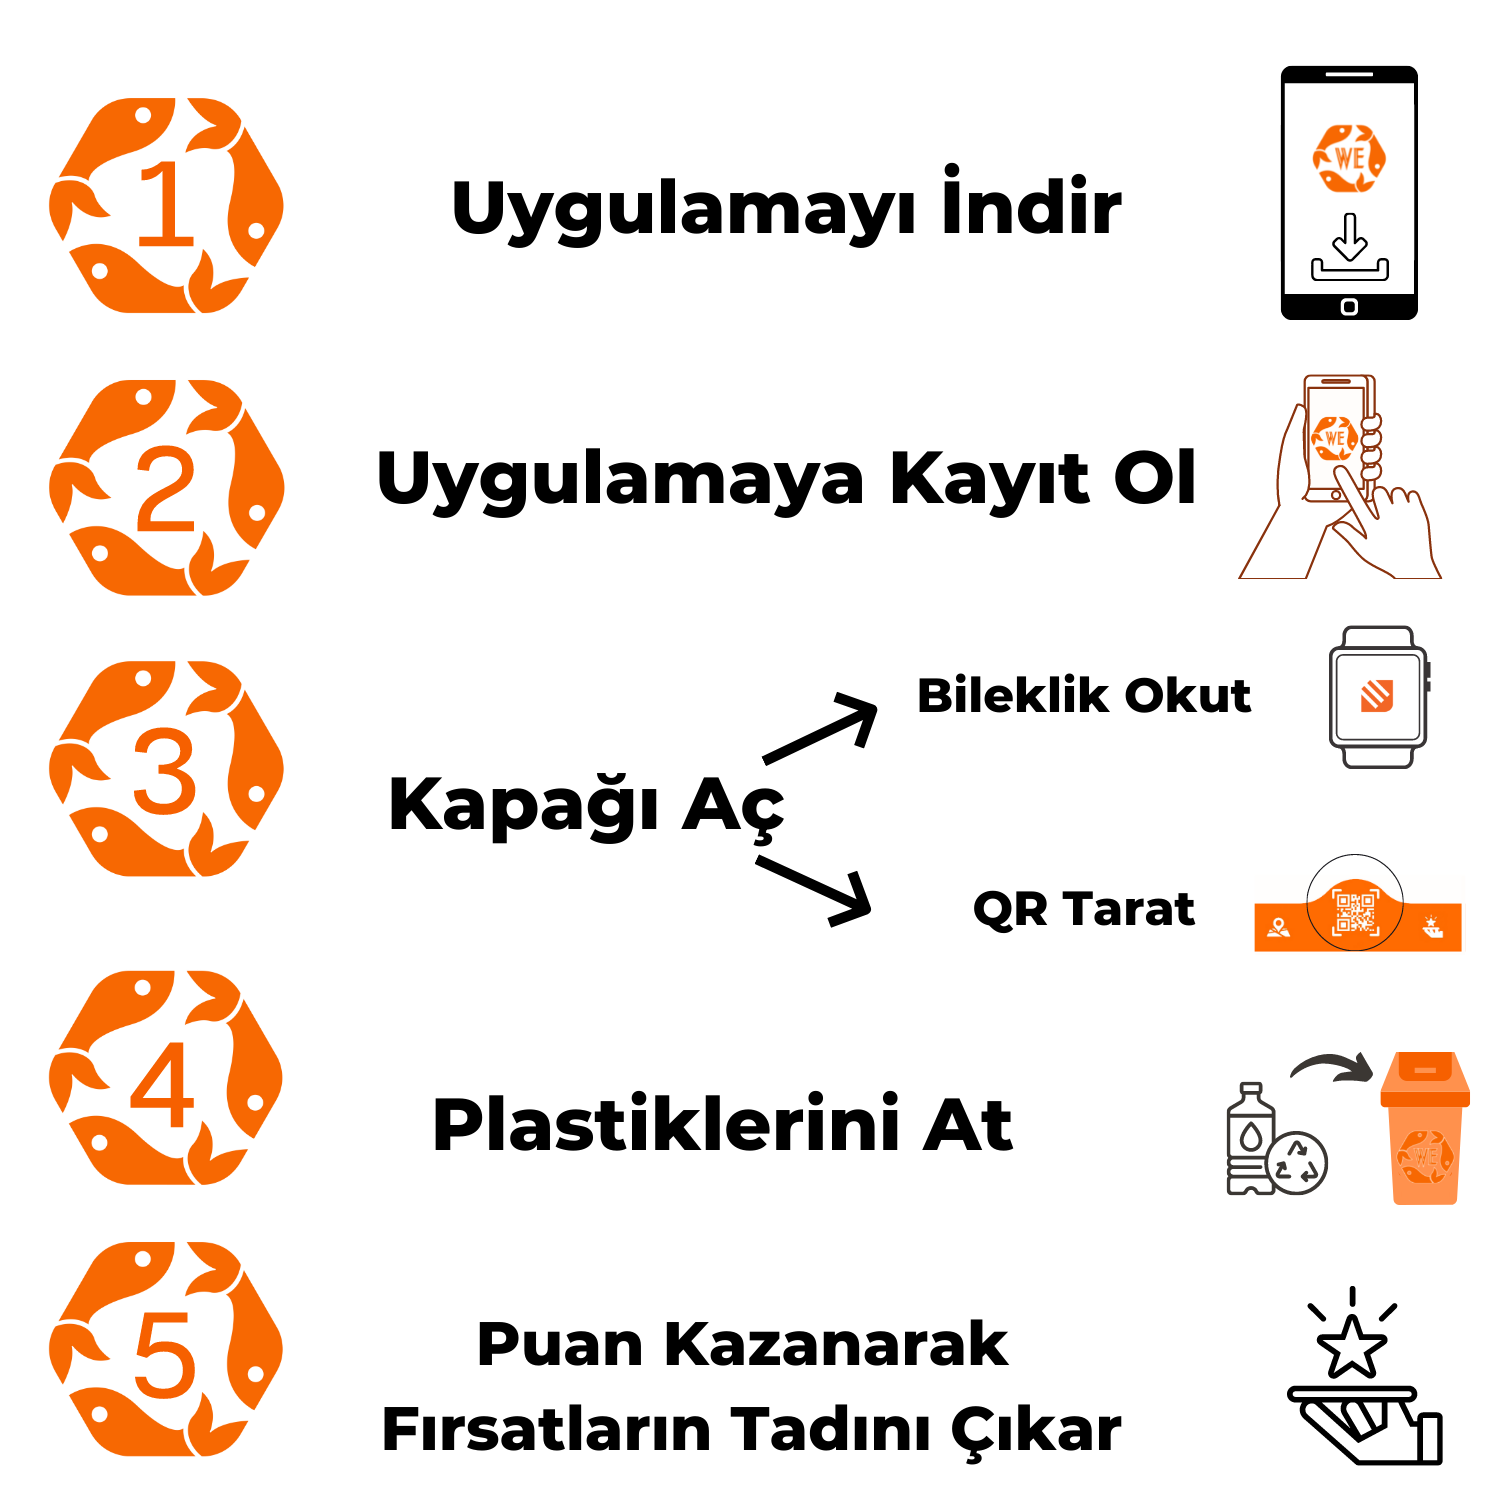 1
Uygulamayı İndir
WE
2
Uygulamaya Kayıt Ol
WE
3
Kapağı Aç
Bileklik Okut
QR Tarat
4
Plastiklerini At
WE
5
Puan Kazanarak
Fırsatların Tadını Çıkar